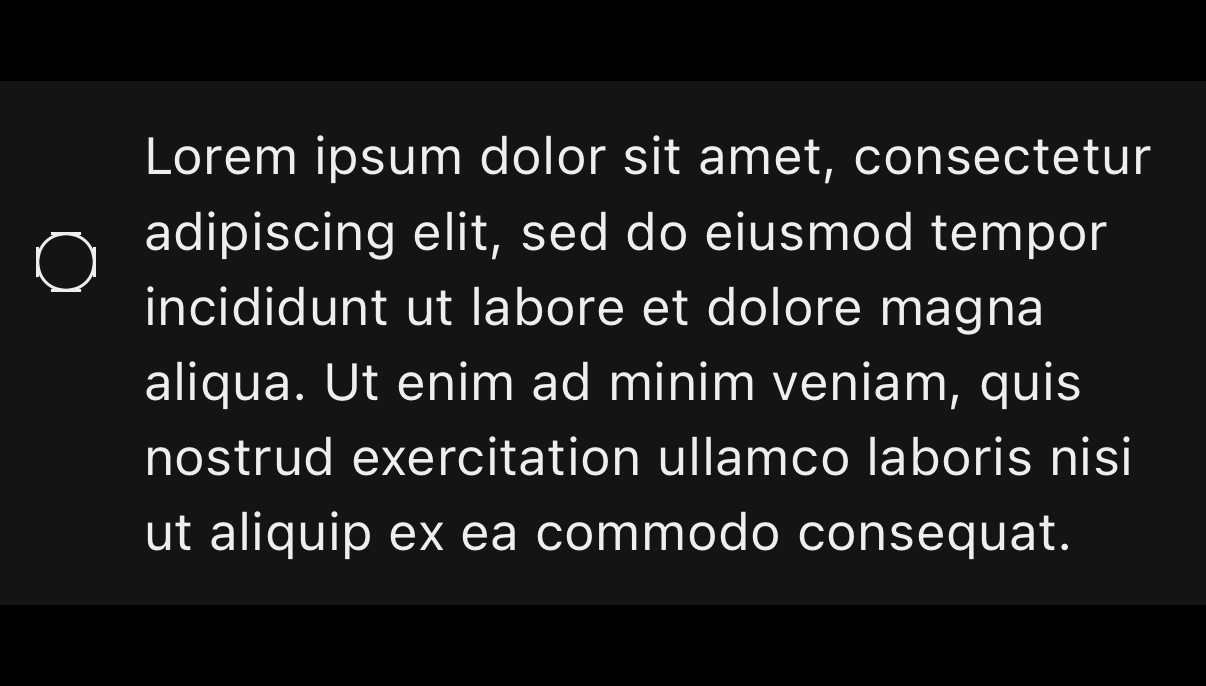 Lorem ipsum dolor sit amet, consectetur
adipiscing elit, sed do eiusmod tempor
incididunt ut labore et dolore magna
aliqua. Ut enim ad minim veniam, quis
nostrud exercitation ullamco laboris nisi
ut aliquip ex ea commodo consequat.